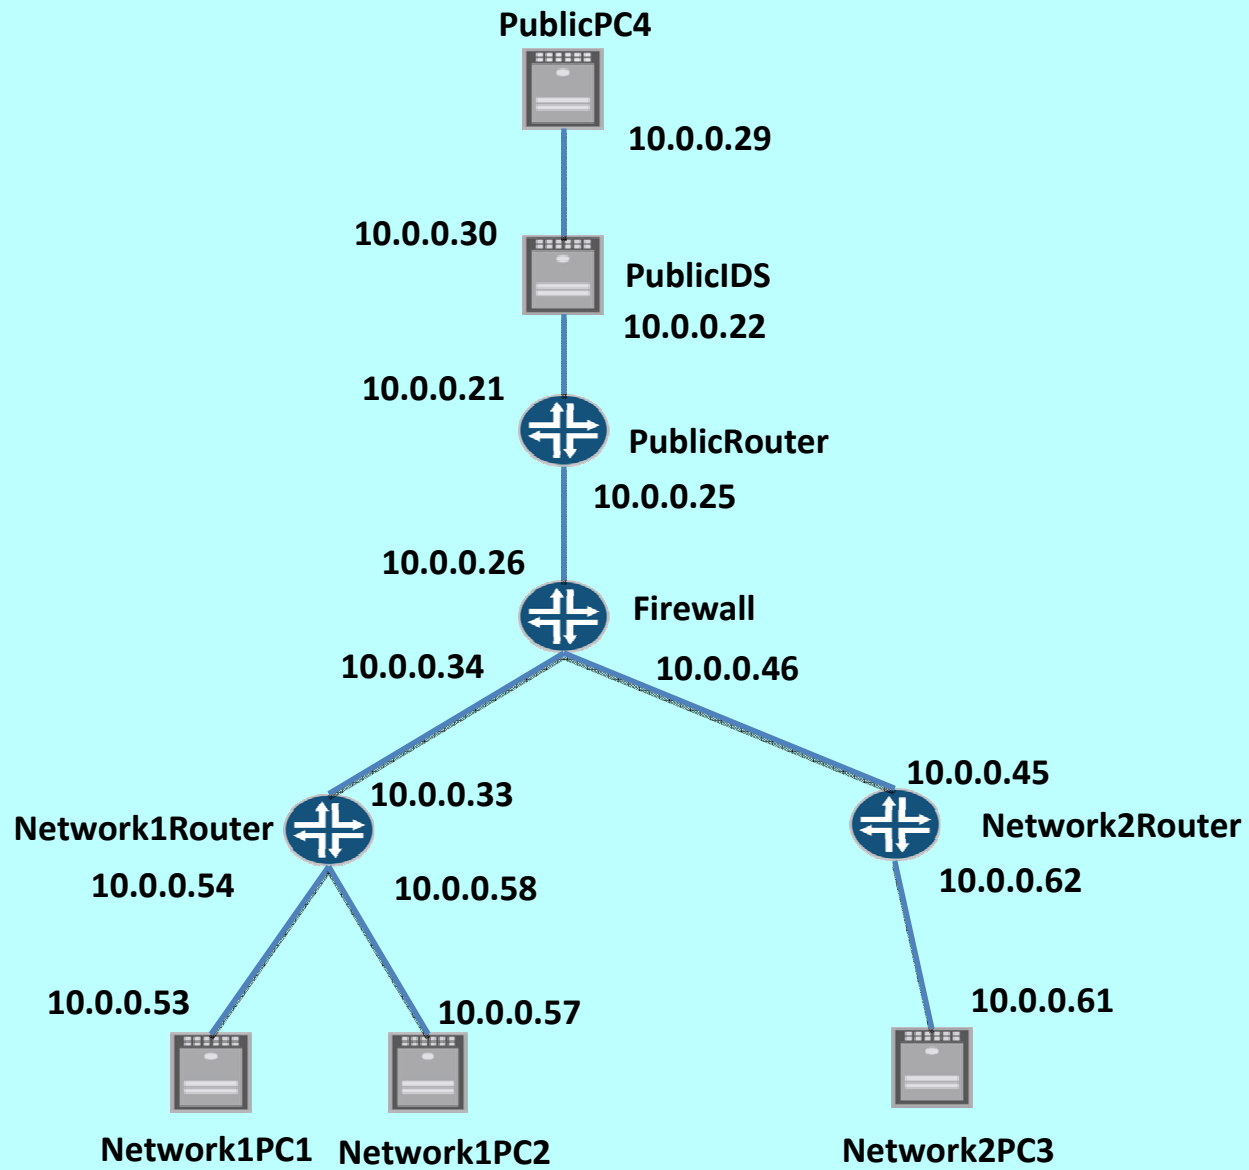 PublicPC4
10.0.0.29
10.0.0.30
PublicIDS
10.0.0.22
10.0.0.21
PublicRouter
10.0.0.25
10.0.0.26
Firewall
10.0.0.34
10.0.0.46
10.0.0.33
10.0.0.45
Network1Router
Network2Router
10.0.0.54
10.0.0.58
10.0.0.62
10.0.0.53
10.0.0.57
10.0.0.61
Network1PC1
Network1PC2
Network2PC3